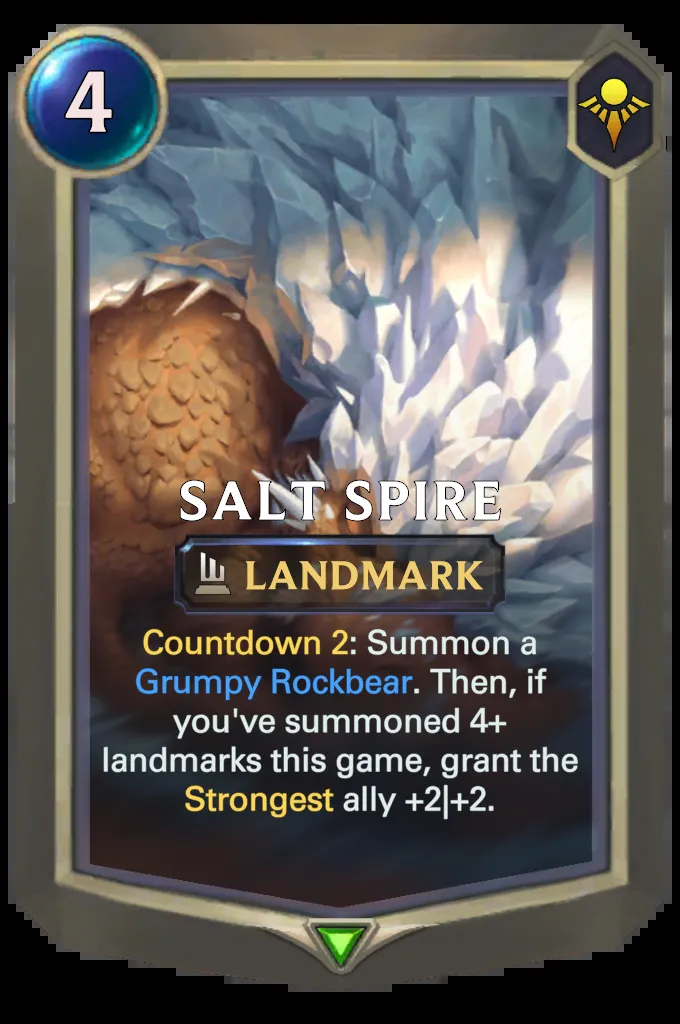 4
SALT SPIRE
LANDMARK
Countdown 2: Summon a
Grumpy Rockbear. Then, if
you've summoned 4+
landmarks this game, grant the
Strongest ally +2|+2.